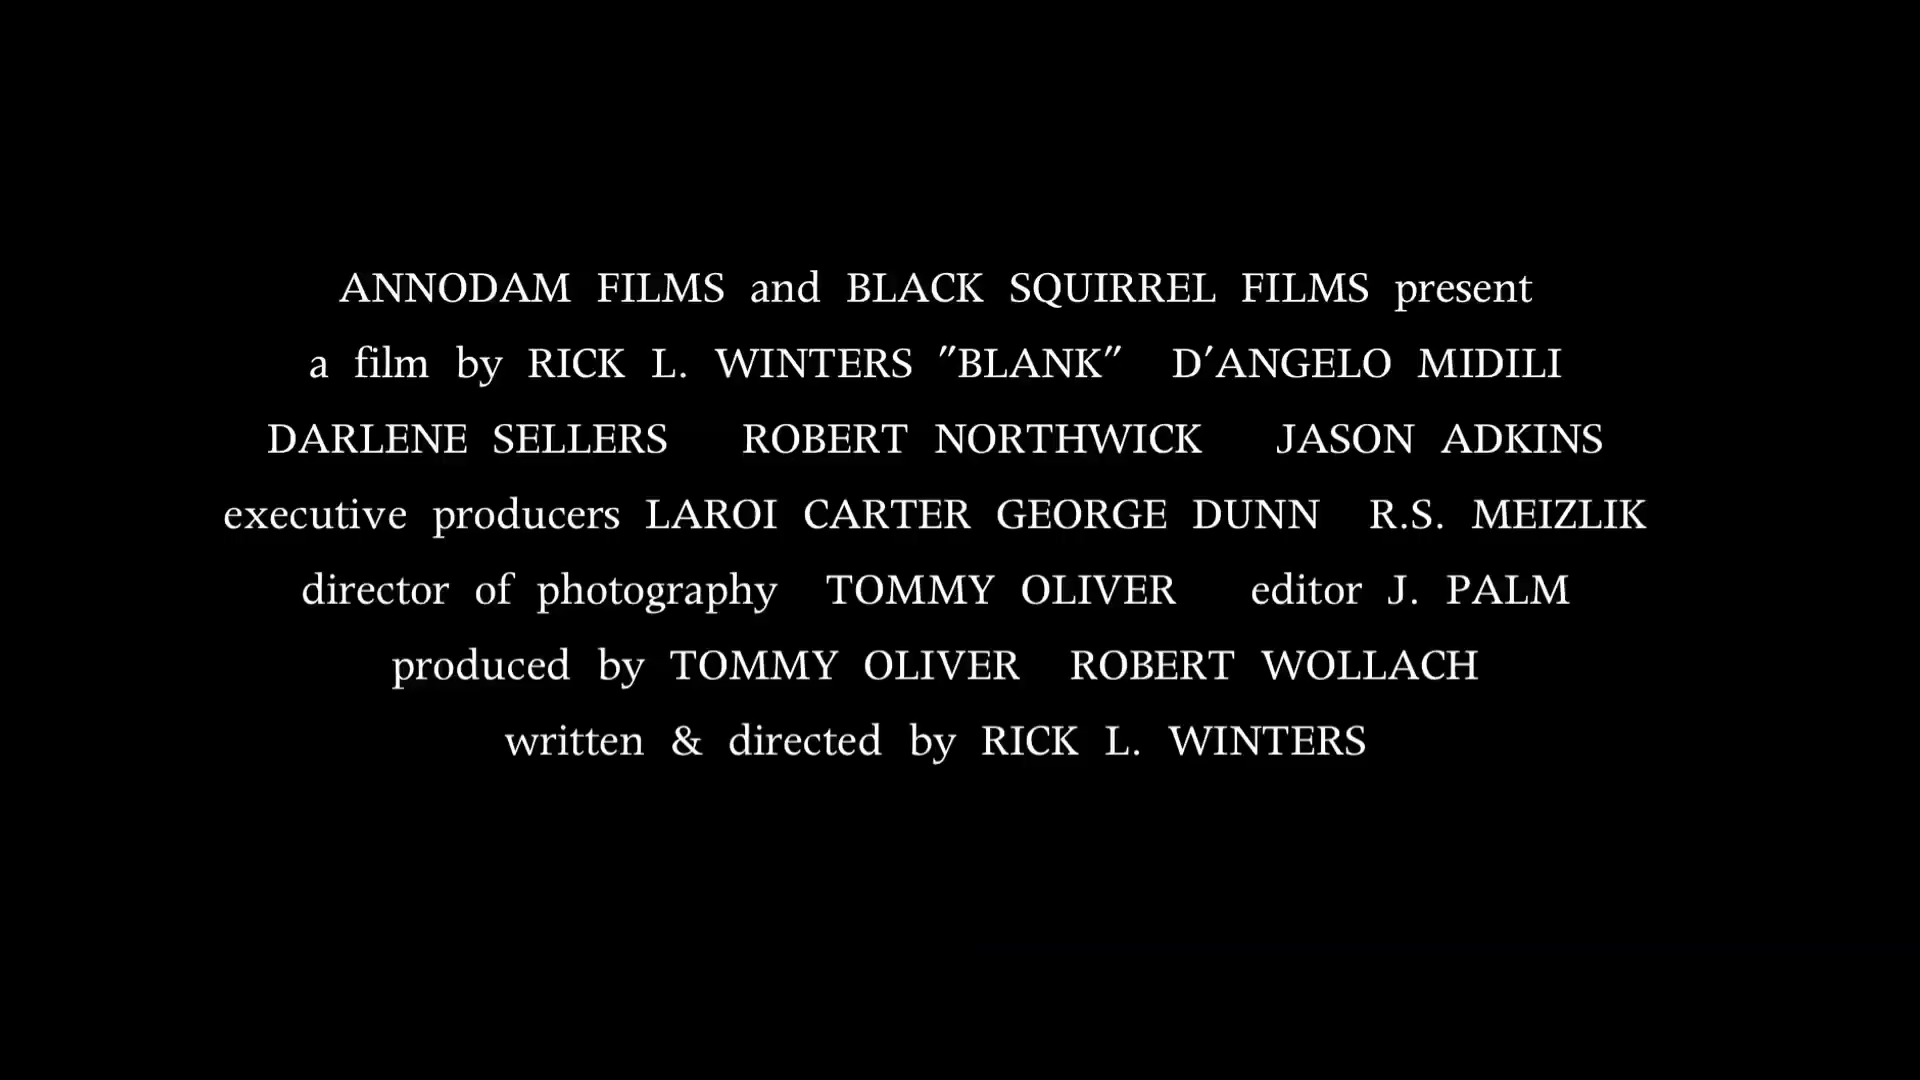 ANNODAM FILMS and BLACK SQUIRREL FILMS present
a film by RICK L. WINTERS "BLANK" D'ANGELO MIDILI
DARLENE SELLERS ROBERT NORTHWICK JASON ADKINS
executive producers LAROI CARTER GEORGE DUNN R.S. MEIZLIK
director of photography TOMMY OLIVER editor J. PALM
produced by TOMMY OLIVER ROBERT WOLLACH
written & directed by RICK L. WINTERS